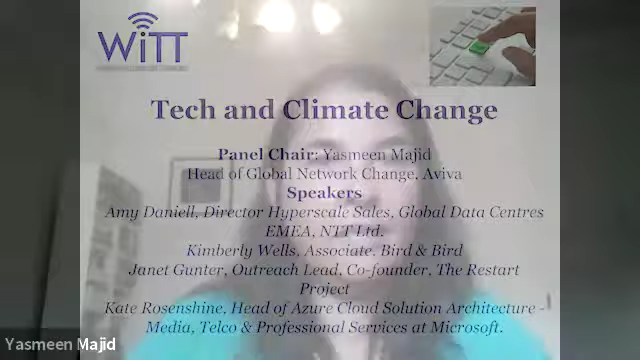 WiTT
Tech and Climate Change
Panel Chair: Yasmeen Majid
Head of Global Network Change, Aviva
Speakers
Amy Daniell, Director Hyperscale Sales, Global Data Centres
EMEA, NTT Ltd.
Kimberly Wells, Associate, Bird & Bird
Janet Gunter, Outreach Lead, Co-founder, The Restart
Project
Kate Rosenshine, Head of Azure Cloud Solution Architecture -
Media, Telco & Professional Services at Microsoft.
Yasmeen Majid